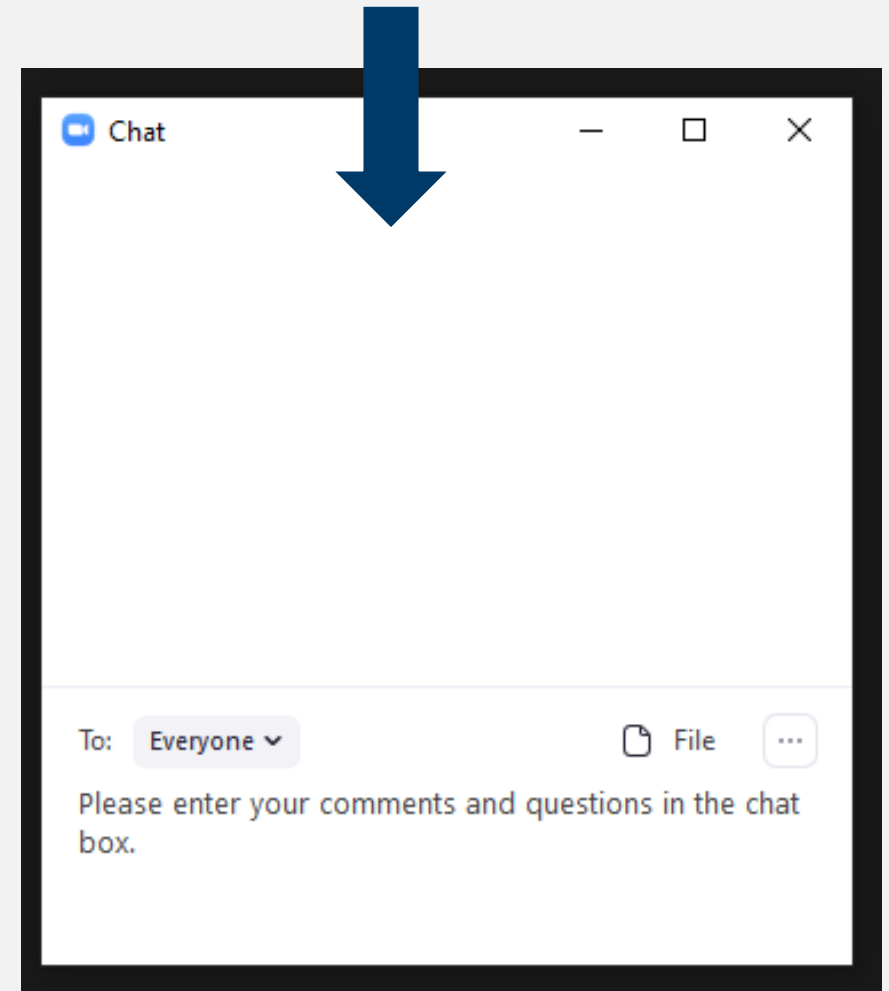 Chat
To: Everyone File
Please enter your comments and questions in the chat
box.